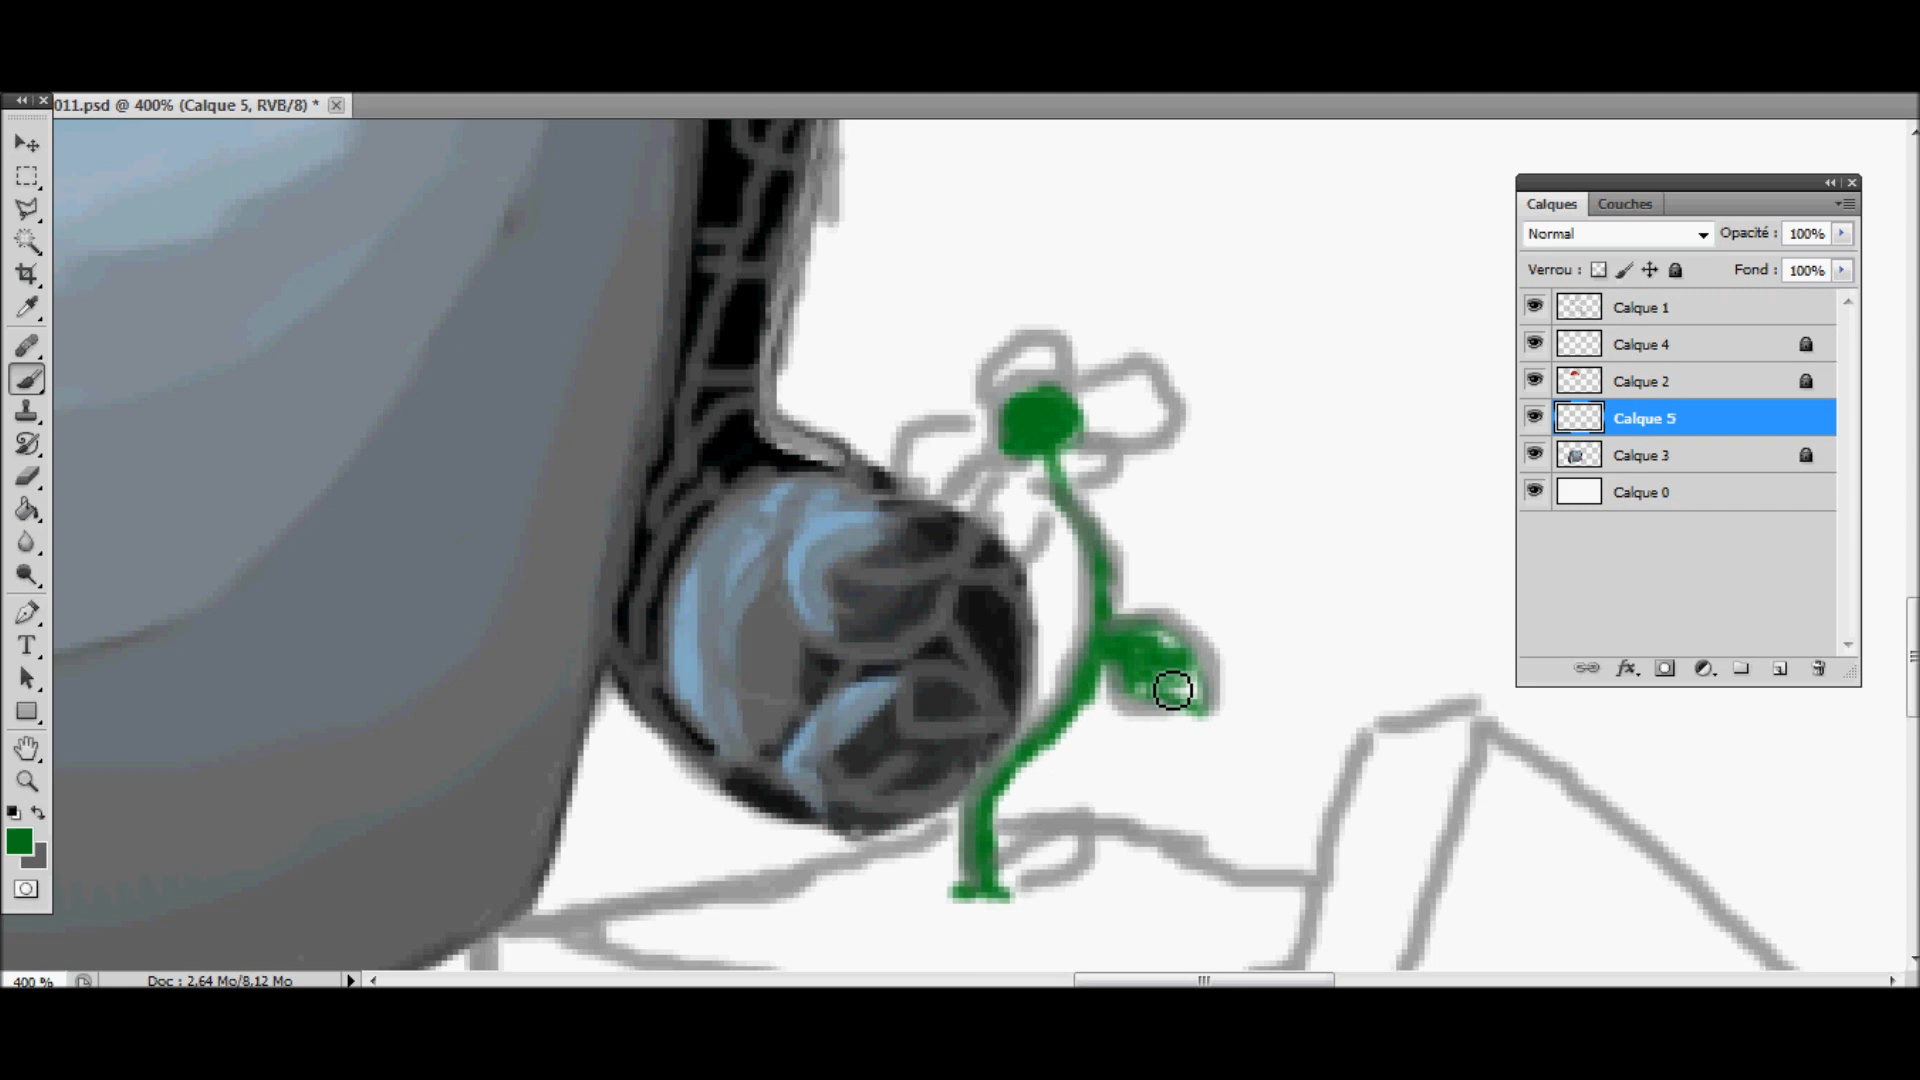 011.psd @ 400% (Calque 5, RVB/8) *
Calques Couches
Normal Opacité : 100%
Verrou : Fond : 100%
Calque 1
Calque 4
Calque 2
Calque 5
Calque 3
Calque 0
T
fx
400 % Doc : 2,64 Mo/8,12 Mo